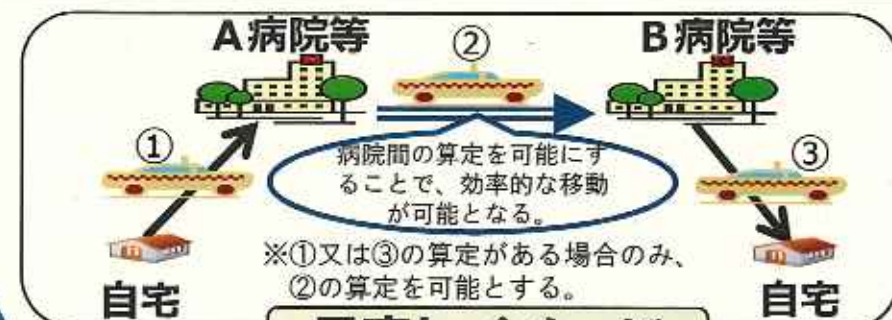 A病院等
②
B病院等
①
病院間の算定を可能にす
ることで、効率的な移動
が可能となる。
③
※①又は③の算定がある場合のみ、
②の算定を可能とする。
自宅
自宅